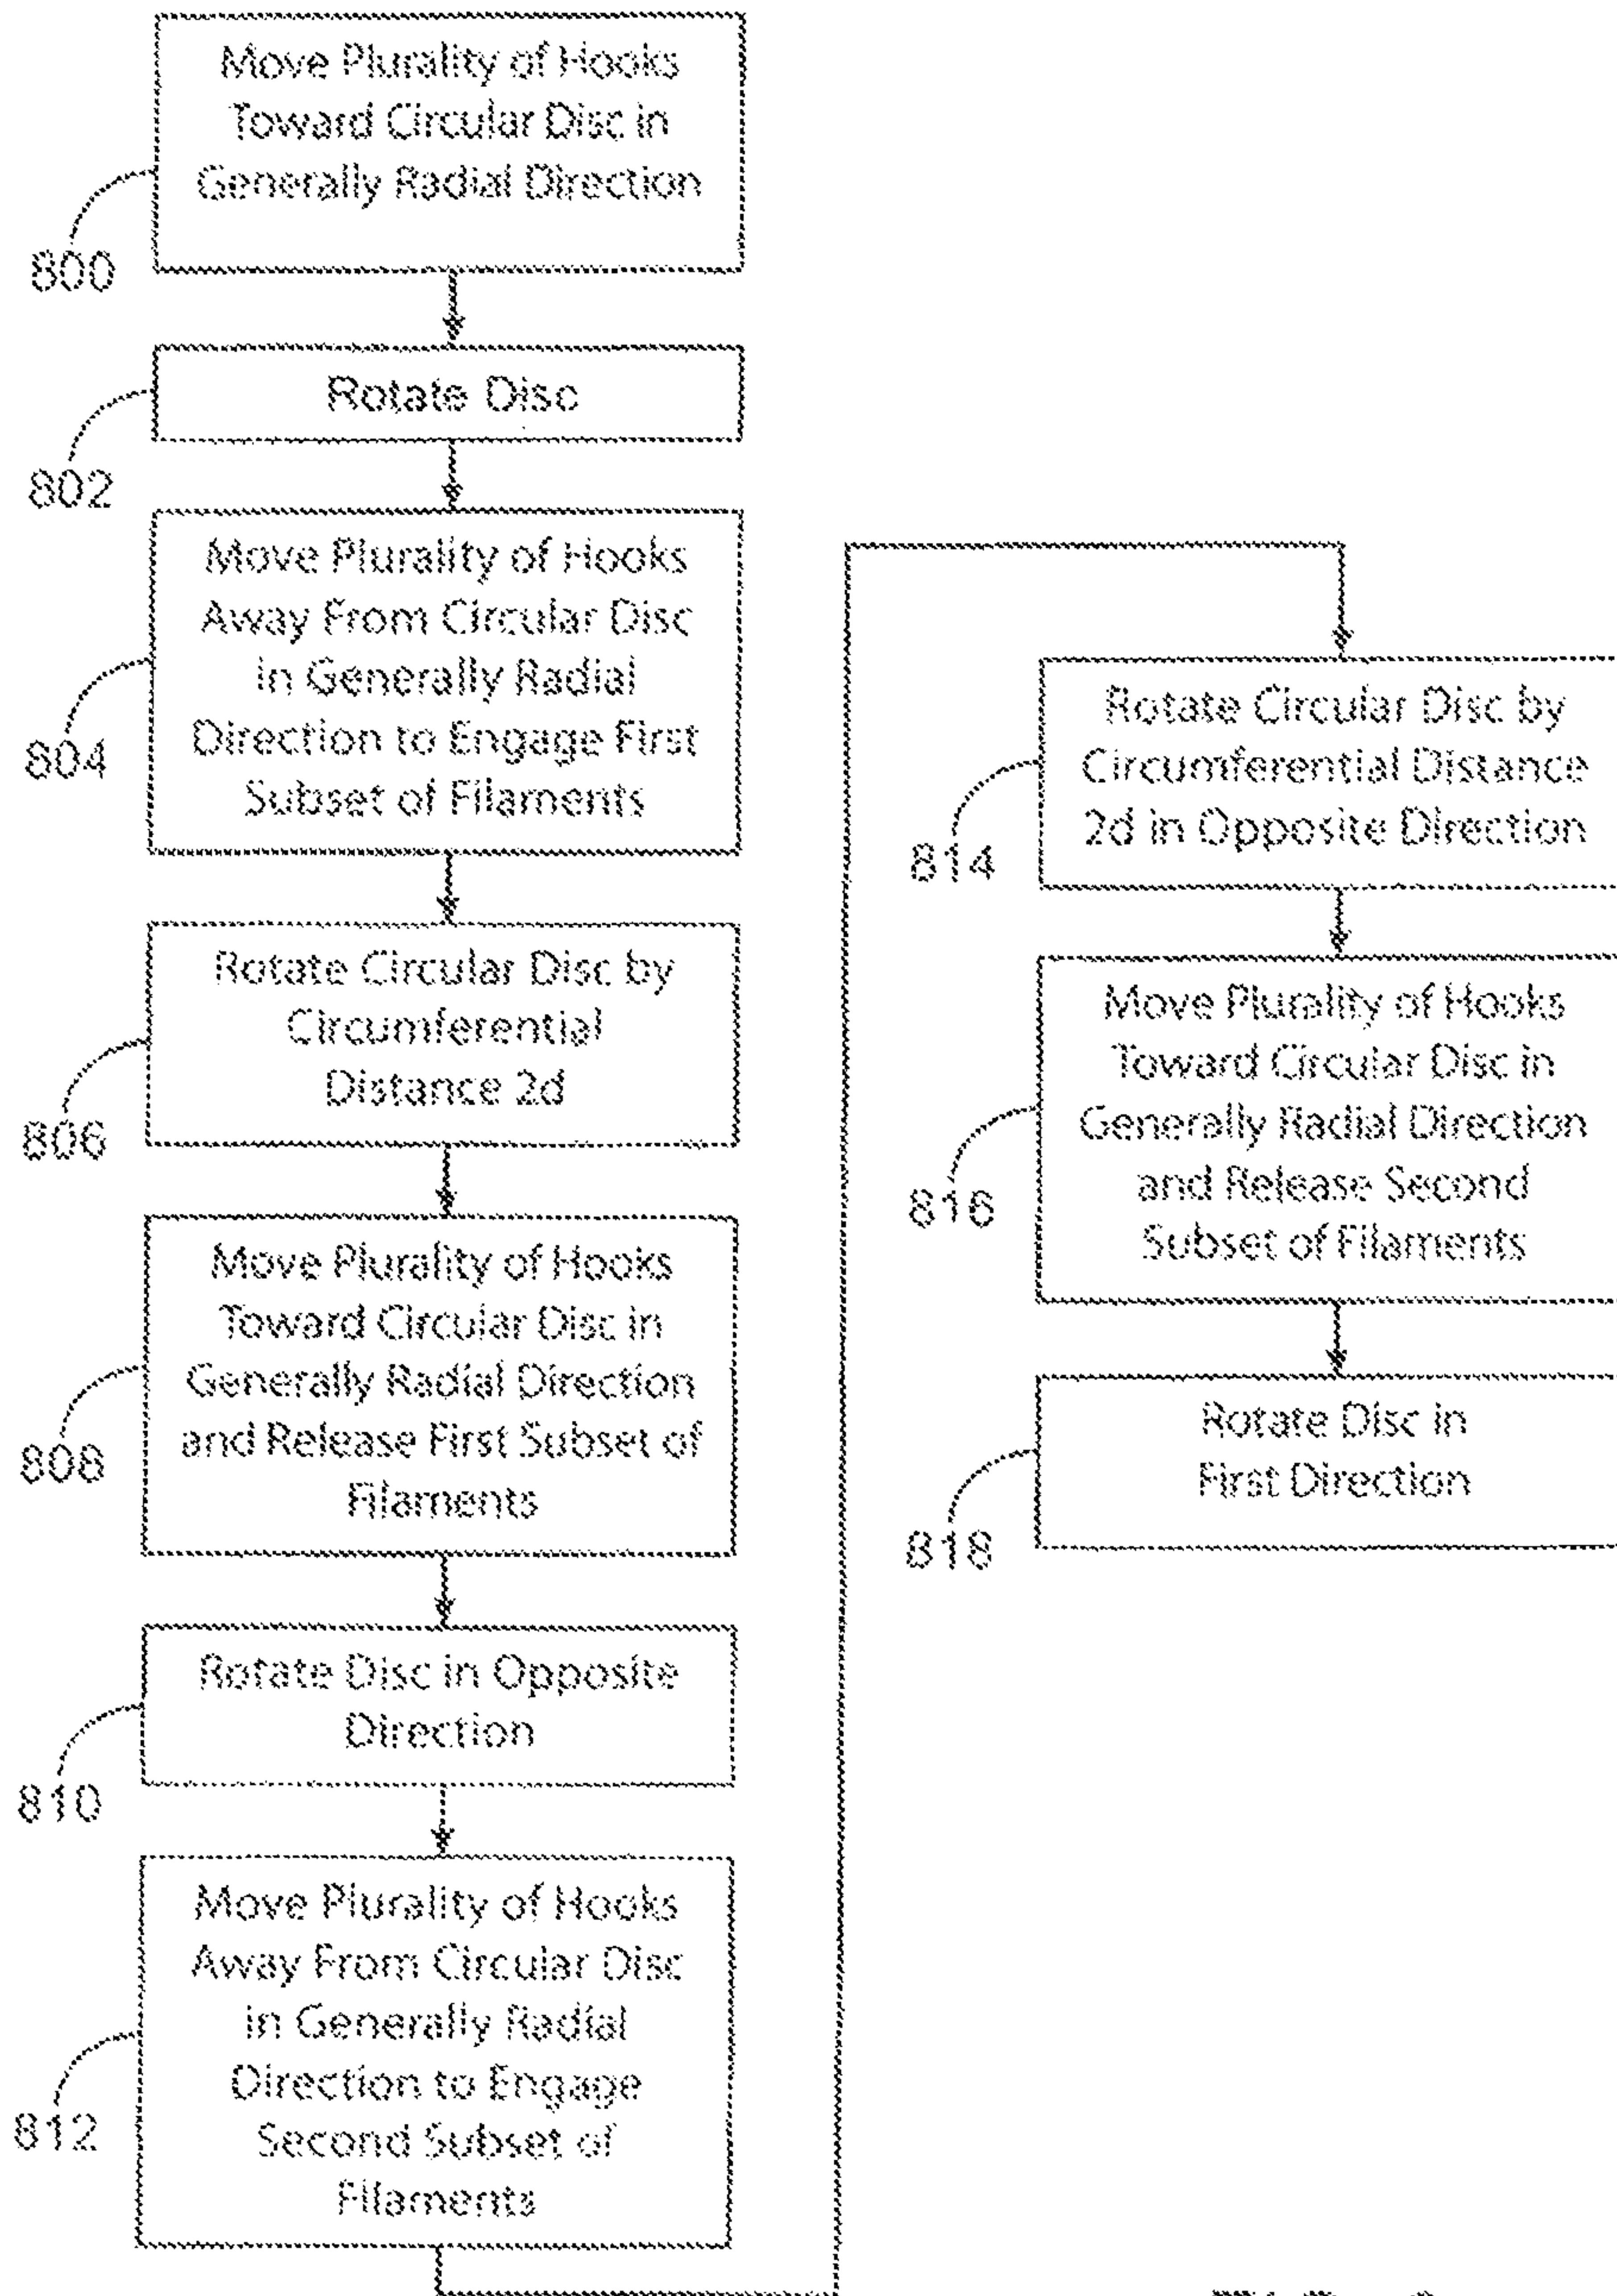 Move Plurality of Hooks
Toward Circular Disc in
Generally Radial Direction
800
Rotate Disc
802
Move Plurality of Hooks
Away From Circular Disc
in Generally Radial
Direction to Engage First
Subset of Filaments
804
Rotate Circular Disc by
Circumferential
Distance 2d
806
Move Plurality of Hooks
Toward Circular Disc in
Generally Radial Direction
and Release First Subset of
Filaments
808
Rotate Disc in Opposite
Direction
810
Move Plurality of Hooks
Away From Circular Disc
in Generally Radial
Direction to Engage
Second Subset of
Filaments
812
Rotate Circular Disc by
Circumferential Distance
2d in Opposite Direction
814
Move Plurality of Hooks
Toward Circular Disc in
Generally Radial Direction
and Release Second
Subset of Filaments
816
Rotate Disc in
First Direction
818